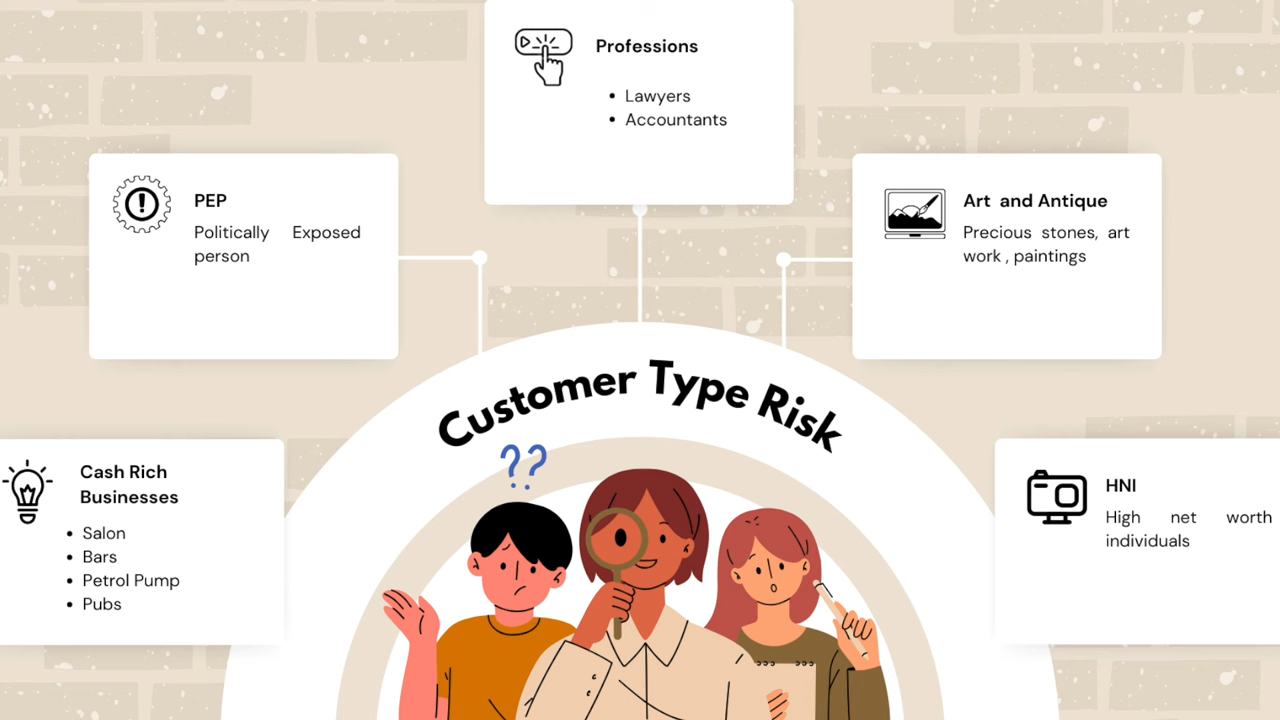 Professions
• Lawyers
• Accountants
PEP
Politically Exposed
person
Art and Antique
Precious stones, art
work , paintings
Customer Type Risk
??
Cash Rich
Businesses
• Salon
• Bars
• Petrol Pump
• Pubs
HNI
High net worth
individuals